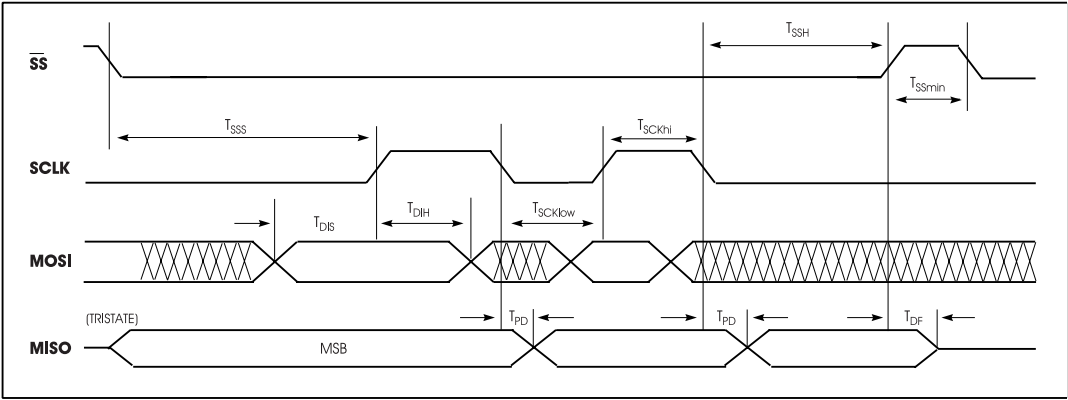 T_SSH
SS
T_SSmin
T_SSS
T_SCKhi
SCLK
T_DIS
T_DIH
T_SCKlow
MOSI
(TRISTATE)
T_PD
T_PD
T_DF
MISO
MSB